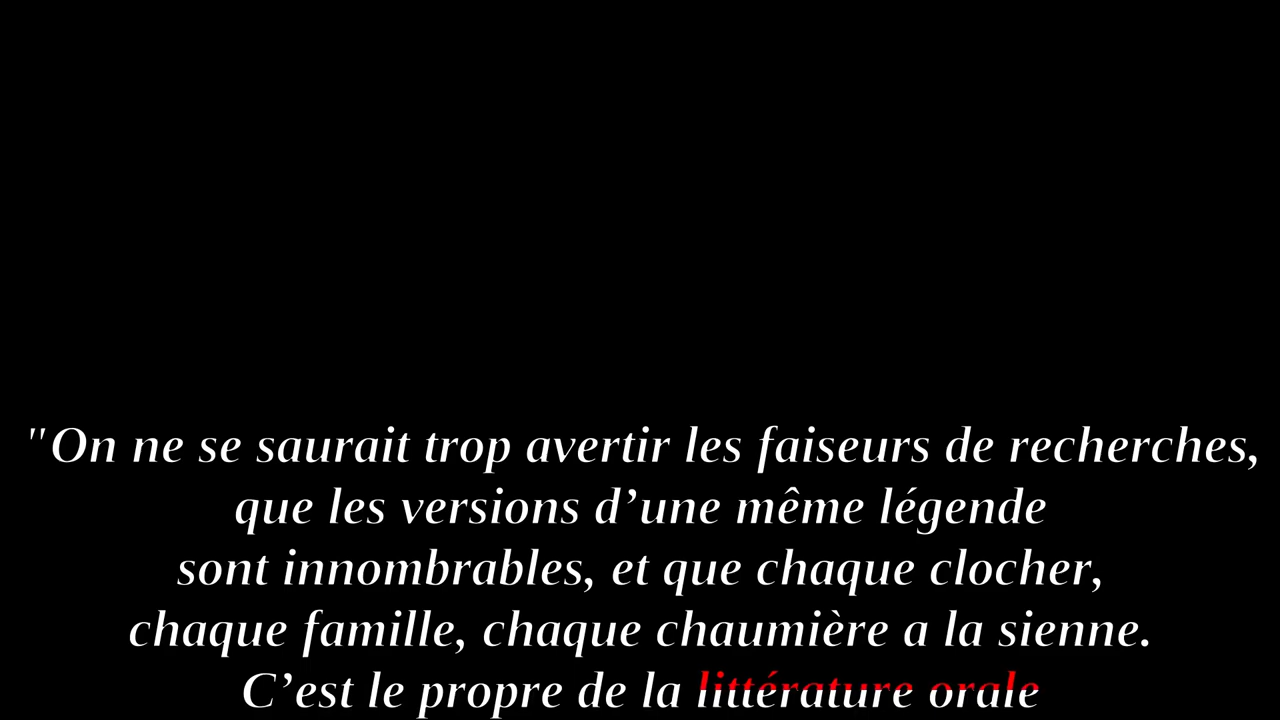 "On ne se saurait trop avertir les faiseurs de recherches,
que les versions d’une même légende
sont innombrables, et que chaque clocher,
chaque famille, chaque chaumière a la sienne.
C’est le propre de la littérature orale